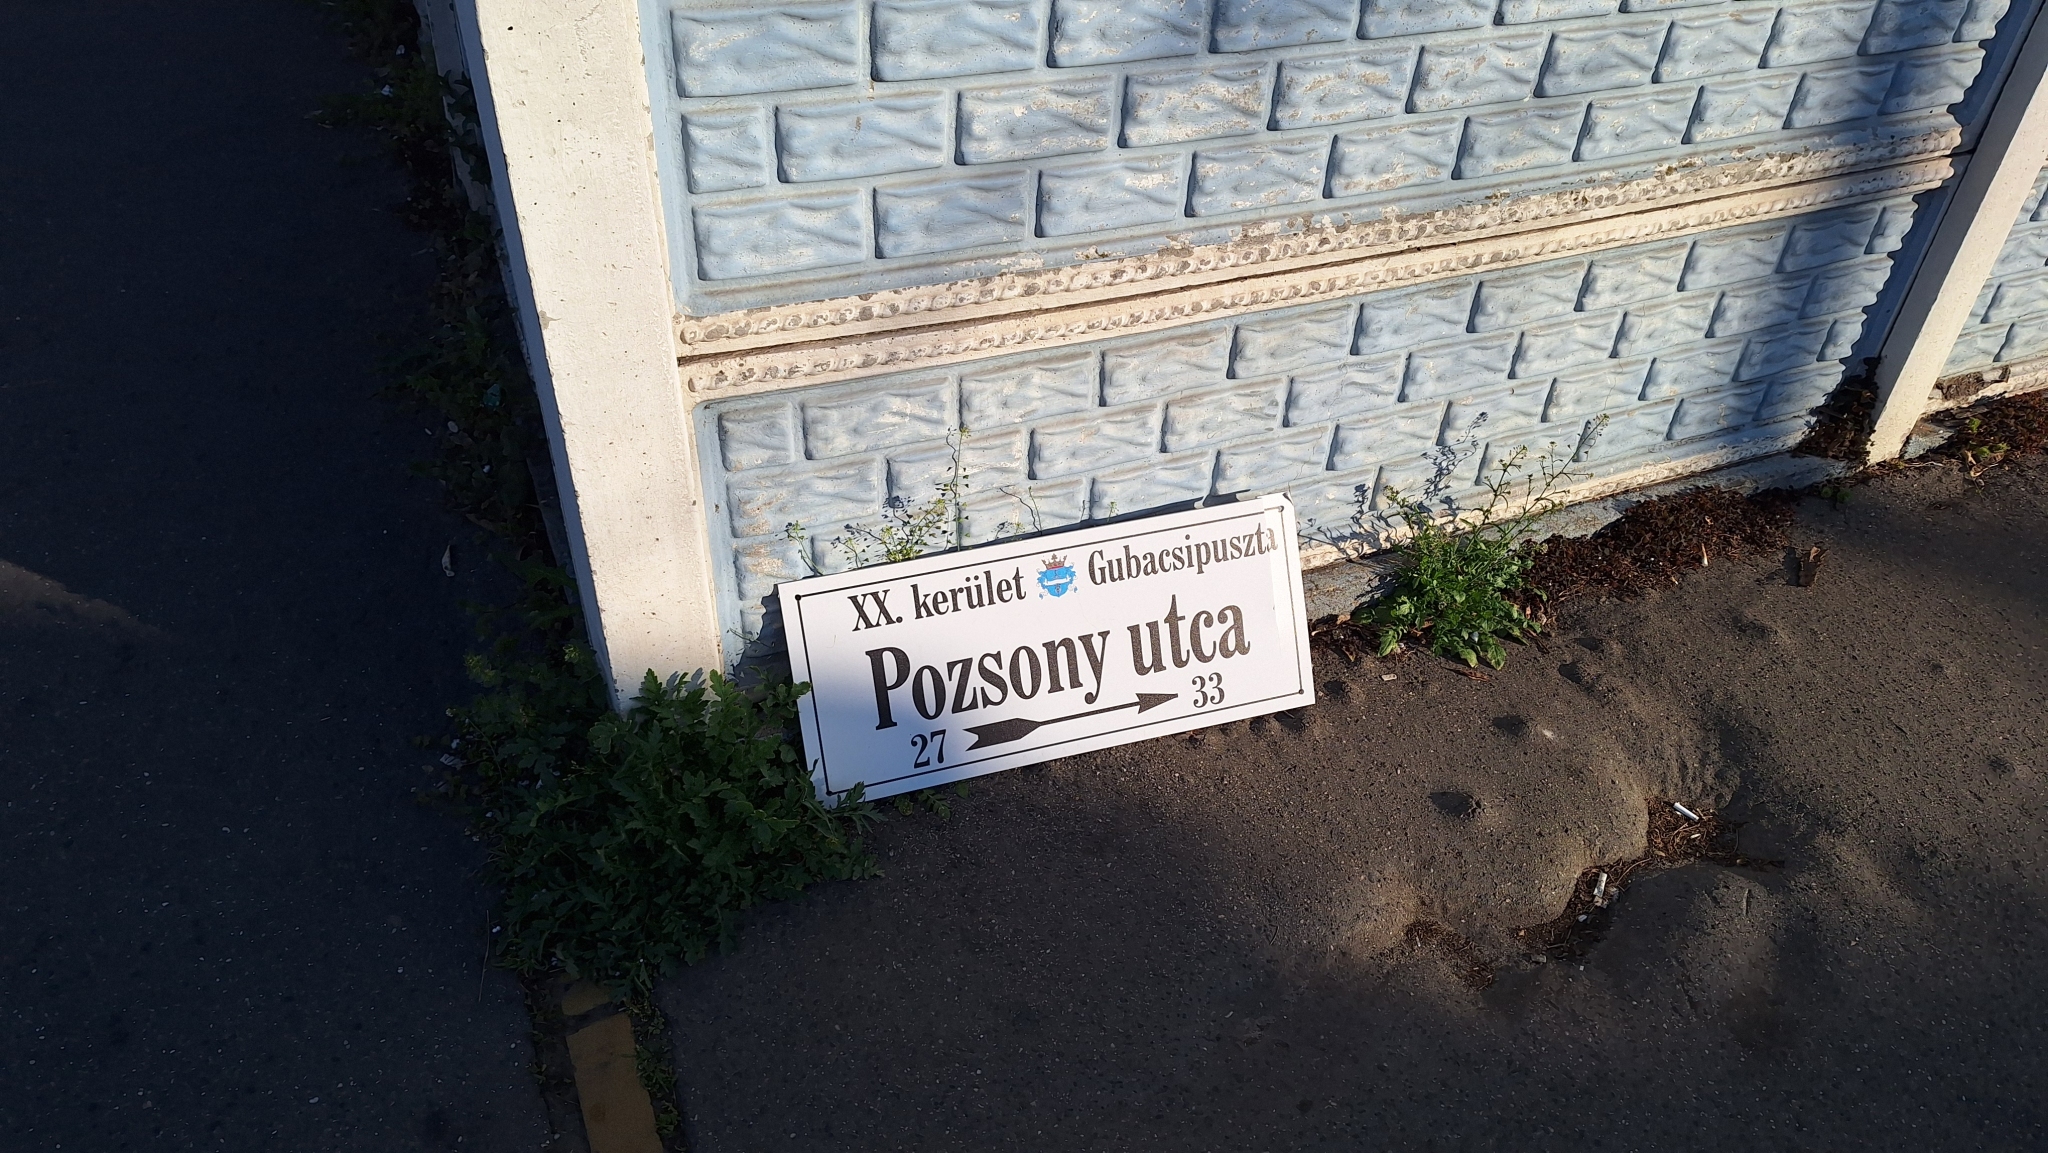 XX. kerület Gubacsipuszta
Pozsony utca
27 33